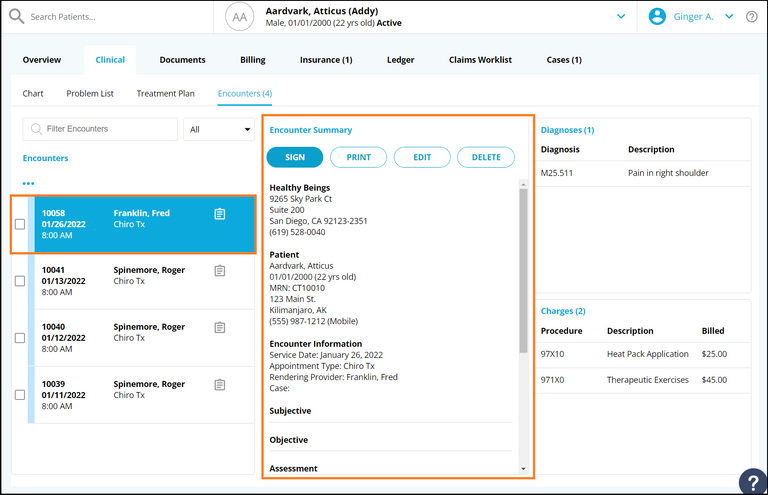 Search Patients...
AA
Aardvark, Atticus (Addy)
Male, 01/01/2000 (22 yrs old) Active
Ginger A.
?
Overview
Clinical
Documents
Billing
Insurance (1)
Ledger
Claims Worklist
Cases (1)
Chart
Problem List
Treatment Plan
Encounters (4)
Filter Encounters
All
Encounters
10058
01/26/2022
8:00 AM
Franklin, Fred
Chiro Tx
10041
01/13/2022
8:00 AM
Spinemore, Roger
Chiro Tx
10040
01/12/2022
8:00 AM
Spinemore, Roger
Chiro Tx
10039
01/11/2022
8:00 AM
Spinemore, Roger
Chiro Tx
Encounter Summary
SIGN
PRINT
EDIT
DELETE
Healthy Beings
9265 Sky Park Ct
Suite 200
San Diego, CA 92123-2351
(619) 528-0040
Patient
Aardvark, Atticus
01/01/2000 (22 yrs old)
MRN: CT10010
123 Main St.
Kilimanjaro, AK
(555) 987-1212 (Mobile)
Encounter Information
Service Date: January 26, 2022
Appointment Type: Chiro Tx
Rendering Provider: Franklin, Fred
Case:
Subjective
Objective
Assessment
Diagnoses (1)
Diagnosis Description
M25.511 Pain in right shoulder
Charges (2)
Procedure Description Billed
97X10 Heat Pack Application $25.00
971X0 Therapeutic Exercises $45.00
?